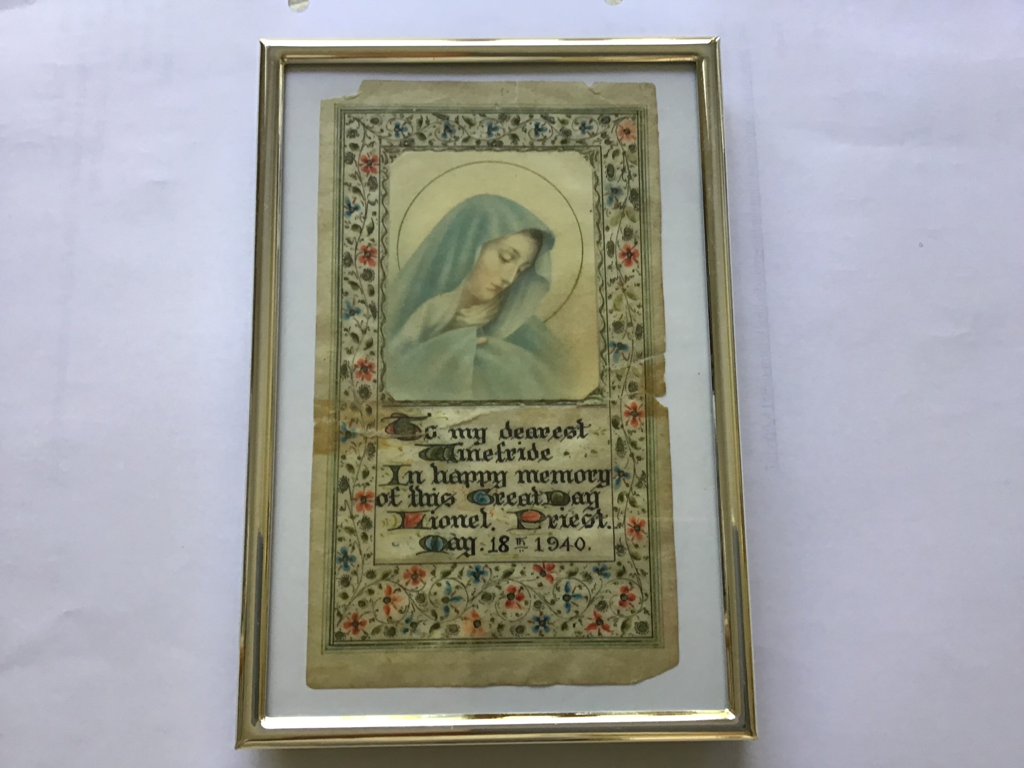 To my dearest
Winefride
In happy memory
of this Great Day
Lionel. Priest.
May. 18th 1940.